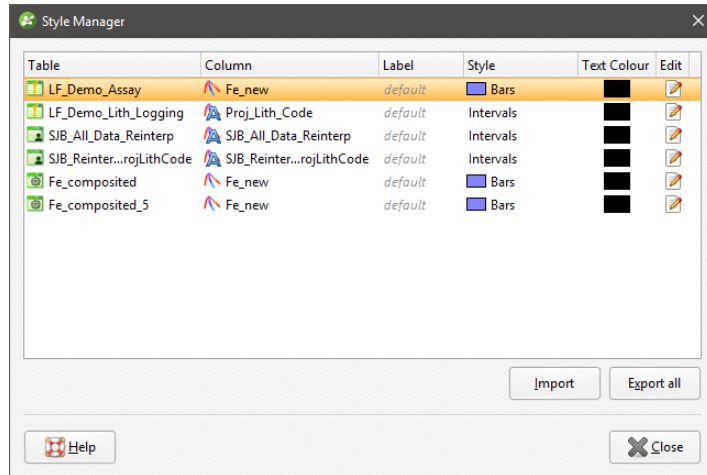 Style Manager
Table Column Label Style Text Colour Edit
LF_Demo_Assay Fe_new default Bars
LF_Demo_Lith_Logging Proj_Lith_Code default Intervals
SJB_All_Data_Reinterp SJB_All_Data_Reinterp default Intervals
SJB_Reinter...rojLithCode SJB_Reinter...rojLithCode default Intervals
Fe_composited Fe_new default Bars
Fe_composited_5 Fe_new default Bars
Import Export all
Help Close